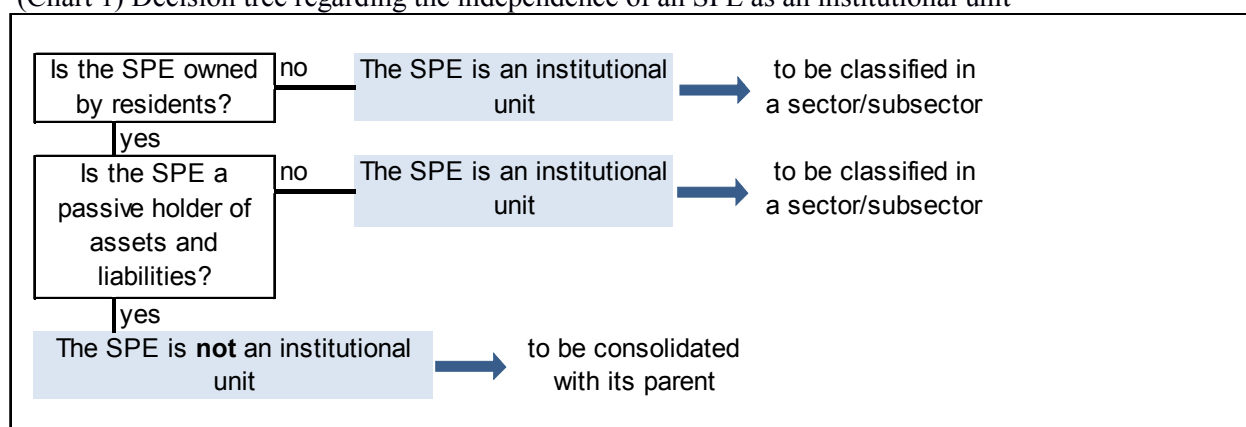 (Chart 1) Decision tree regarding the independence of an SPE as an institutional unit
Is the SPE owned
by residents?
no
The SPE is an institutional
unit
to be classified in
a sector/subsector
yes
Is the SPE a
passive holder of
assets and
liabilities?
no
The SPE is an institutional
unit
to be classified in
a sector/subsector
yes
The SPE is not an institutional
unit
to be consolidated
with its parent